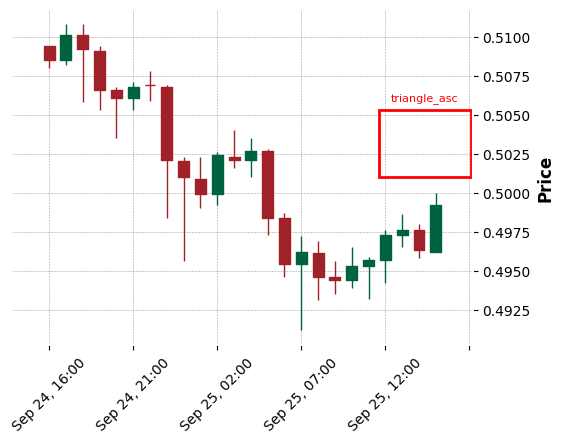 triangle_asc
0.5100
0.5075
0.5050
0.5025
0.5000
0.4975
0.4950
0.4925
Price
Sep 24, 16:00
Sep 24, 21:00
Sep 25, 02:00
Sep 25, 07:00
Sep 25, 12:00